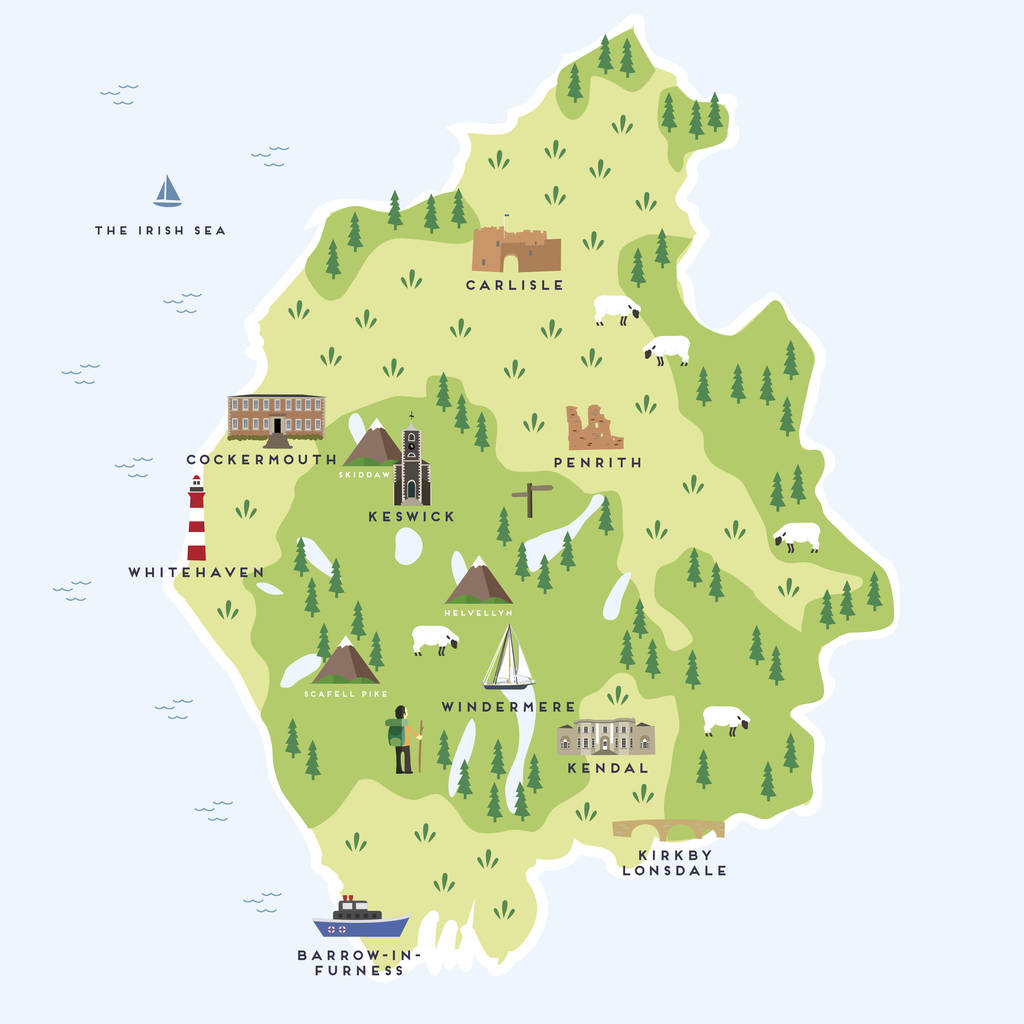 THE IRISH SEA
CARLISLE
COCKERMOUTH
SKIDDAW
PENRITH
KESWICK
WHITEHAVEN
HELVELLYN
SCAFELL PIKE
WINDERMERE
KENDAL
KIRKBY
LONSDALE
BARROW-IN-
FURNESS